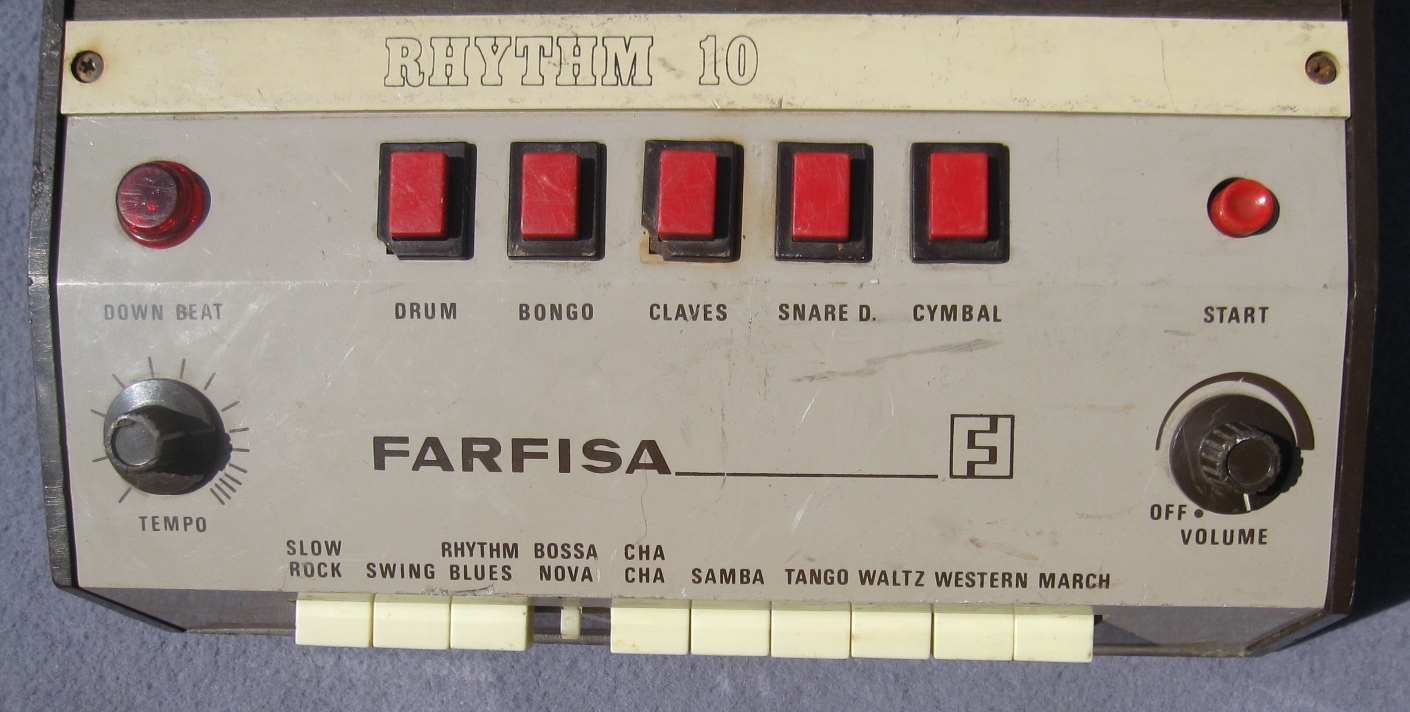 RHYTHM 10
DOWN BEAT
DRUM
BONGO
CLAVES
SNARE D.
CYMBAL
START
FARFISA
TEMPO
OFF
VOLUME
SLOW
ROCK
SWING
RHYTHM
BLUES
BOSSA
NOVA
CHA
CHA
SAMBA
TANGO
WALTZ
WESTERN
MARCH